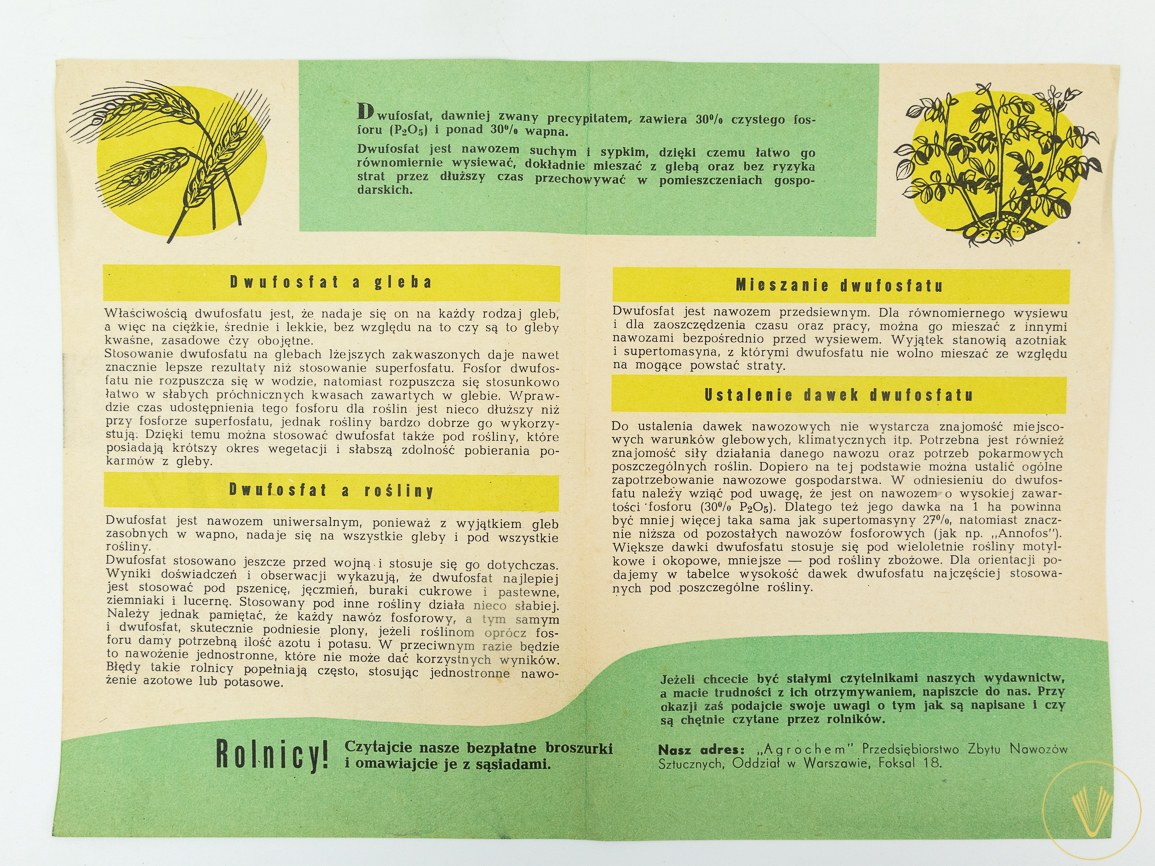 Dwufosfat, dawniej zwany precypitatem, zawiera 30% czystego fos-
foru (P₂O₅) i ponad 30% wapna.
Dwufosfat jest nawozem suchym i sypkim, dzięki czemu łatwo go
równomiernie wysiewać, dokładnie mieszać z glebą oraz bez ryzyka
strat przez dłuższy czas przechowywać w pomieszczeniach gospo-
darskich.
Dwufosfat a gleba
Właściwością dwufosfatu jest, że nadaje się on na każdy rodzaj gleb,
a więc na ciężkie, średnie i lekkie, bez względu na to czy są to gleby
kwaśne, zasadowe czy obojętne.
Stosowanie dwufosfatu na glebach lżejszych zakwaszonych daje nawet
znacznie lepsze rezultaty niż stosowanie superfosfatu. Fosfor dwufos-
fatu nie rozpuszcza się w wodzie, natomiast rozpuszcza się stosunkowo
łatwo w słabych próchnicznych kwasach zawartych w glebie. Wpraw-
dzie czas udostępnienia tego fosforu dla roślin jest nieco dłuższy niż
przy fosforze superfosfatu, jednak rośliny bardzo dobrze go wykorzy-
stują. Dzięki temu można stosować dwufosfat także pod rośliny, które
posiadają krótszy okres wegetacji i słabszą zdolność pobierania po-
karmów z gleby.
Dwufosfat a rośliny
Dwufosfat jest nawozem uniwersalnym, ponieważ z wyjątkiem gleb
zasobnych w wapno, nadaje się na wszystkie gleby i pod wszystkie
rośliny.
Dwufosfat stosowano jeszcze przed wojną i stosuje się go dotychczas.
Wyniki doświadczeń i obserwacji wykazują, że dwufosfat najlepiej
jest stosować pod pszenicę, jęczmień, buraki cukrowe i pastewne,
ziemniaki i lucernę. Stosowany pod inne rośliny działa nieco słabiej.
Należy jednak pamiętać, że każdy nawóz fosforowy, a tym samym
i dwufosfat, skutecznie podniesie plony, jeżeli roślinom oprócz fos-
foru damy potrzebną ilość azotu i potasu. W przeciwnym razie będzie
to nawożenie jednostronne, które nie może dać korzystnych wyników.
Błędy takie rolnicy popełniają często, stosując jednostronne nawo-
żenie azotowe lub potasowe.
Mieszanie dwufosfatu
Dwufosfat jest nawozem przedsiewnym. Dla równomiernego wysiewu
i dla zaoszczędzenia czasu oraz pracy, można go mieszać z innymi
nawozami bezpośrednio przed wysiewem. Wyjątek stanowią azotniak
i supertomasyna, z którymi dwufosfatu nie wolno mieszać ze względu
na mogące powstać straty.
Ustalenie dawek dwufosfatu
Do ustalenia dawek nawozowych nie wystarcza znajomość miejsco-
wych warunków glebowych, klimatycznych itp. Potrzebna jest również
znajomość siły działania danego nawozu oraz potrzeb pokarmowych
poszczególnych roślin. Dopiero na tej podstawie można ustalić ogólne
zapotrzebowanie nawozowe gospodarstwa. W odniesieniu do dwufos-
fatu należy wziąć pod uwagę, że jest on nawozem o wysokiej zawar-
tości fosforu (30% P₂O₅). Dlatego też jego dawka na 1 ha powinna
być mniej więcej taka sama jak supertomasyny 27%, natomiast znacz-
nie niższa od pozostałych nawozów fosforowych (jak np. „Annofos").
Większe dawki dwufosfatu stosuje się pod wieloletnie rośliny motyl-
kowe i okopowe, mniejsze — pod rośliny zbożowe. Dla orientacji po-
dajemy w tabelce wysokość dawek dwufosfatu najczęściej stosowa-
nych pod poszczególne rośliny.
Rolnicy! Czytajcie nasze bezpłatne broszurki
i omawiajcie je z sąsiadami.
Jeżeli chcecie być stałymi czytelnikami naszych wydawnictw,
a macie trudności z ich otrzymywaniem, napiszcie do nas. Przy
okazji zaś podajcie swoje uwagi o tym jak są napisane i czy
są chętnie czytane przez rolników.
Nasz adres: „Agrochem" Przedsiębiorstwo Zbytu Nawozów
Sztucznych, Oddział w Warszawie, Foksal 18.